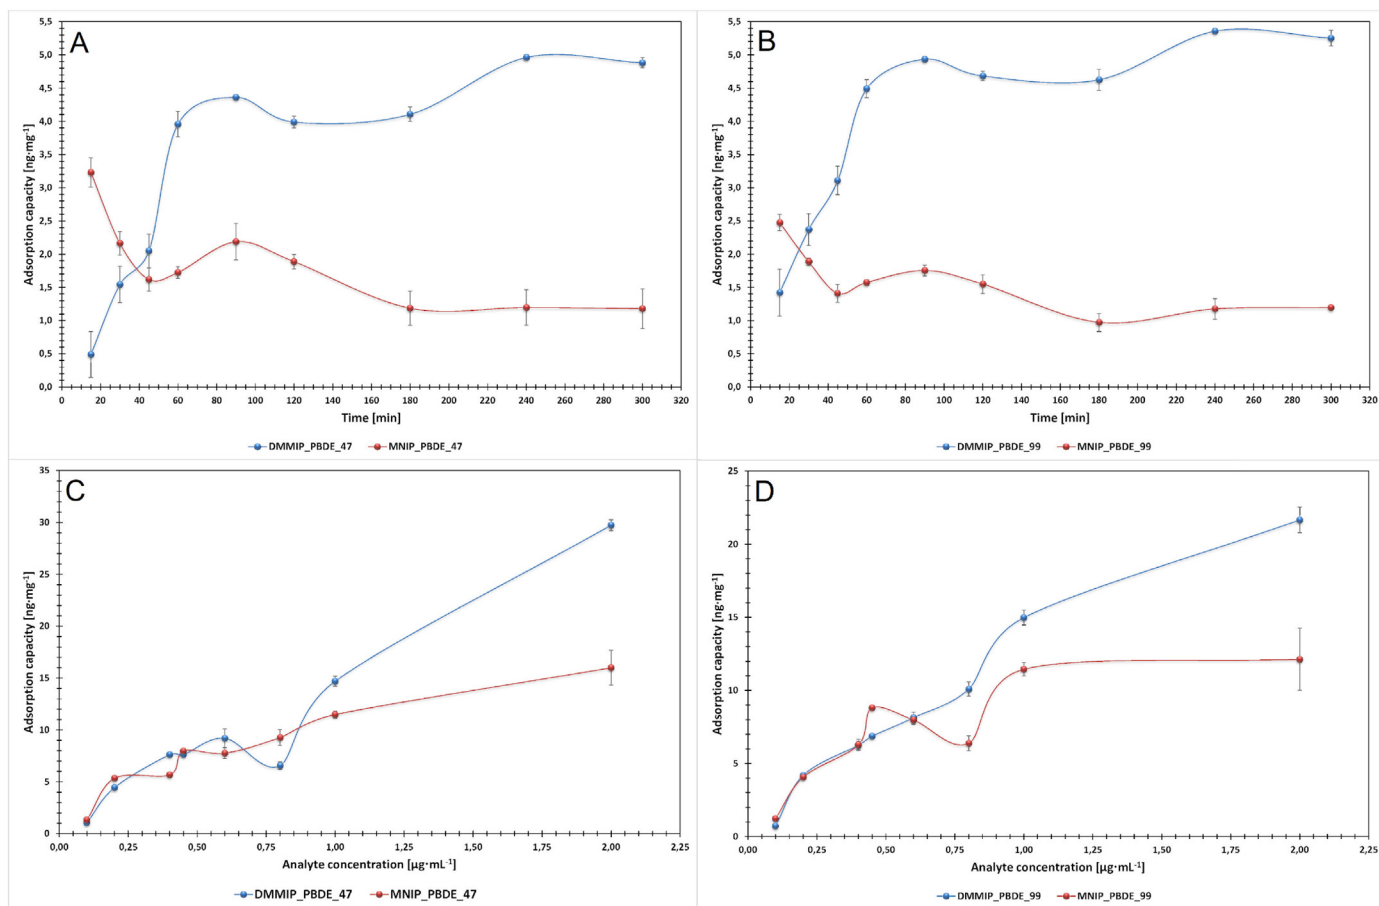 A
Adsorption capacity [ng·mg⁻¹]
5,5
5,0
4,5
4,0
3,5
3,0
2,5
2,0
1,5
1,0
0,5
0,0
0 20 40 60 80 100 120 140 160 180 200 220 240 260 280 300 320
Time [min]
DMMIP_PBDE_47 MNIP_PBDE_47
B
Adsorption capacity [ng·mg⁻¹]
5,5
5,0
4,5
4,0
3,5
3,0
2,5
2,0
1,5
1,0
0,5
0,0
0 20 40 60 80 100 120 140 160 180 200 220 240 260 280 300 320
Time [min]
DMMIP_PBDE_99 MNIP_PBDE_99
C
Adsorption capacity [ng·mg⁻¹]
35
30
25
20
15
10
5
0
0,00 0,25 0,50 0,75 1,00 1,25 1,50 1,75 2,00 2,25
Analyte concentration [µg·mL⁻¹]
DMMIP_PBDE_47 MNIP_PBDE_47
D
Adsorption capacity [ng·mg⁻¹]
25
20
15
10
5
0
0,00 0,25 0,50 0,75 1,00 1,25 1,50 1,75 2,00 2,25
Analyte concentration [µg·mL⁻¹]
DMMIP_PBDE_99 MNIP_PBDE_99